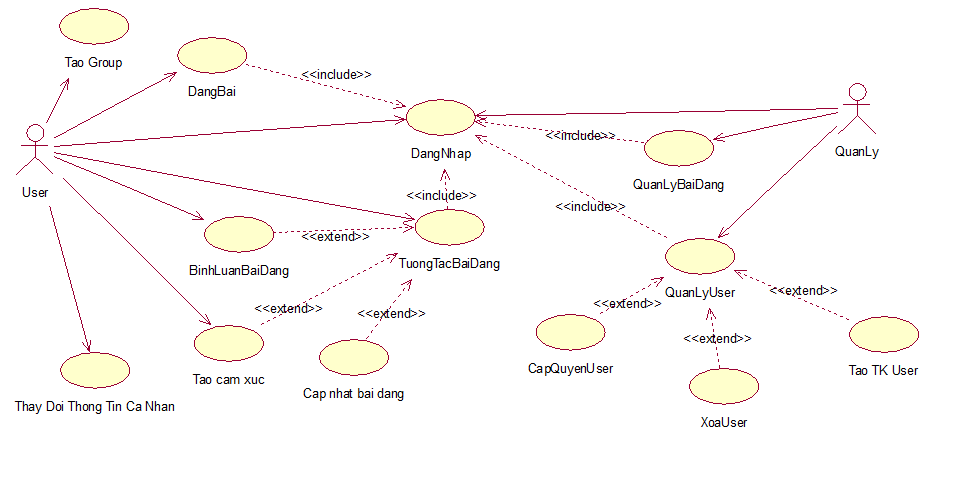 Tao Group
DangBai
<<include>>
DangNhap
<<include>>
QuanLy
QuanLyBaiDang
User
<<include>>
<<include>>
<<extend>>
BinhLuanBaiDang
TuongTacBaiDang
QuanLyUser
<<extend>>
<<extend>>
<<extend>>
<<extend>>
<<extend>>
CapQuyenUser
Tao TK User
Tao cam xuc
Cap nhat bai dang
Thay Doi Thong Tin Ca Nhan
XoaUser